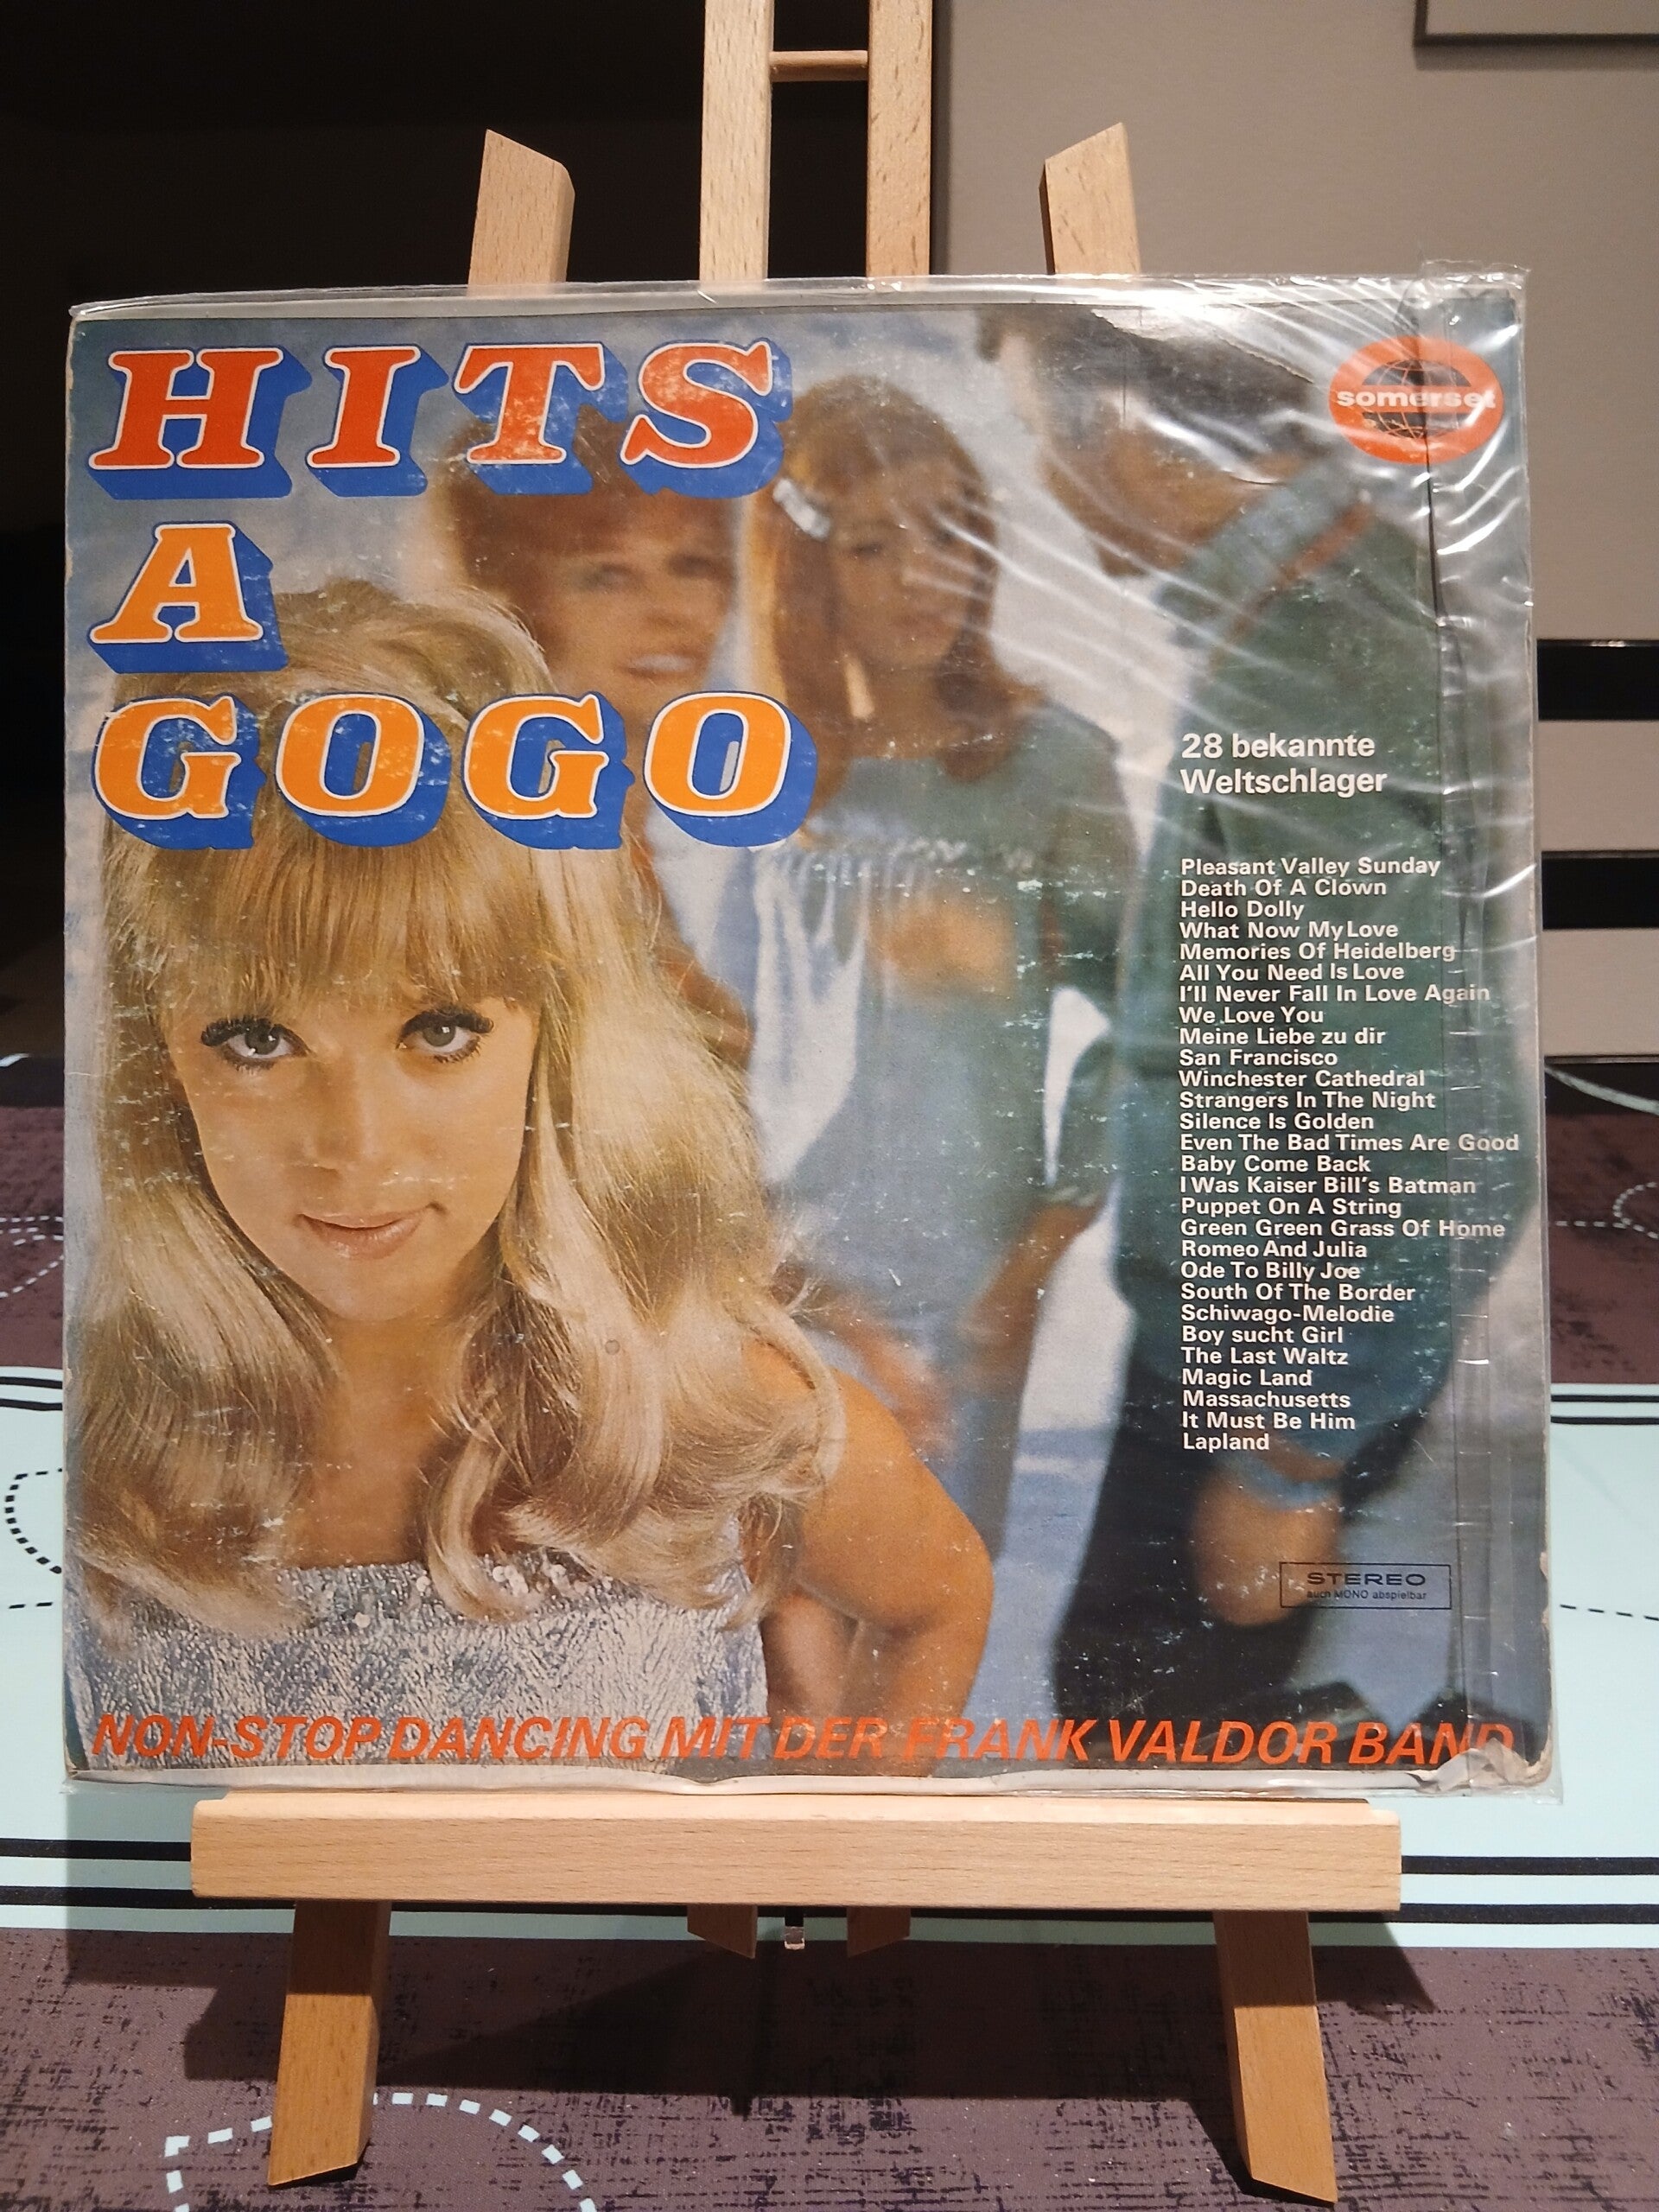 HITS
A
GOGO
somerset
28 bekannte
Weltschlager
Pleasant Valley Sunday
Death Of A Clown
Hello Dolly
What Now My Love
Memories Of Heidelberg
All You Need Is Love
I'll Never Fall In Love Again
We Love You
Meine Liebe zu dir
San Francisco
Winchester Cathedral
Strangers In The Night
Silence Is Golden
Even The Bad Times Are Good
Baby Come Back
I Was Kaiser Bill's Batman
Puppet On A String
Green Green Grass Of Home
Romeo And Julia
Ode To Billy Joe
South Of The Border
Schiwago-Melodie
Boy sucht Girl
The Last Waltz
Magic Land
Massachusetts
It Must Be Him
Lapland
STEREO
auch MONO abspielbar
NON-STOP DANCING MIT DER FRANK VALDOR BAND